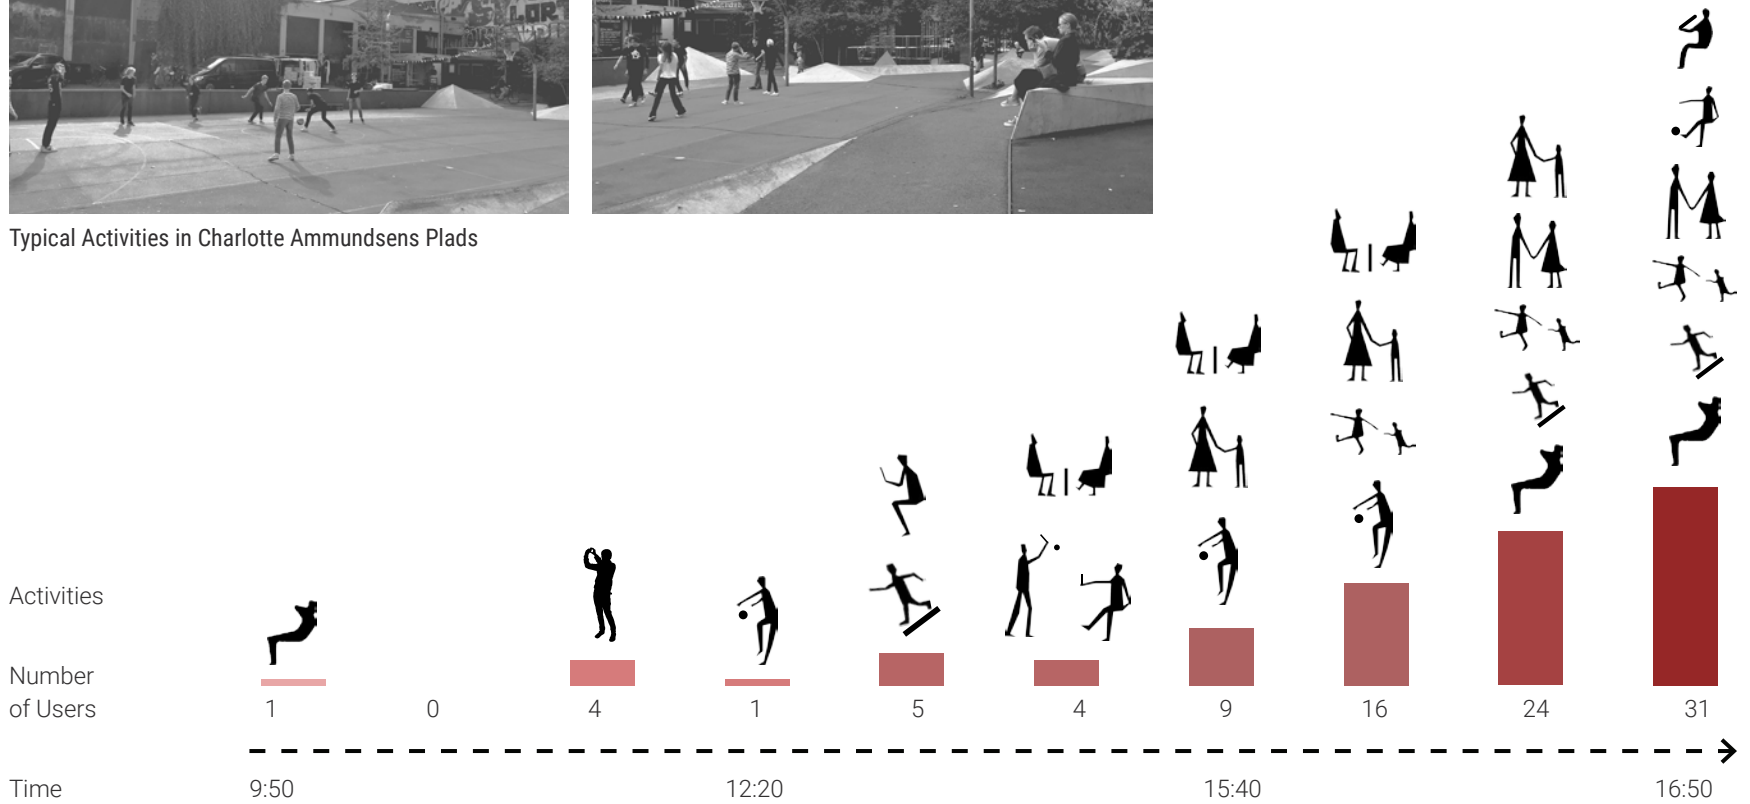 Typical Activities in Charlotte Ammundsens Plads
Activities
Number
of Users
1 0 4 1 5 4 9 16 24 31
Time
9:50 12:20 15:40 16:50